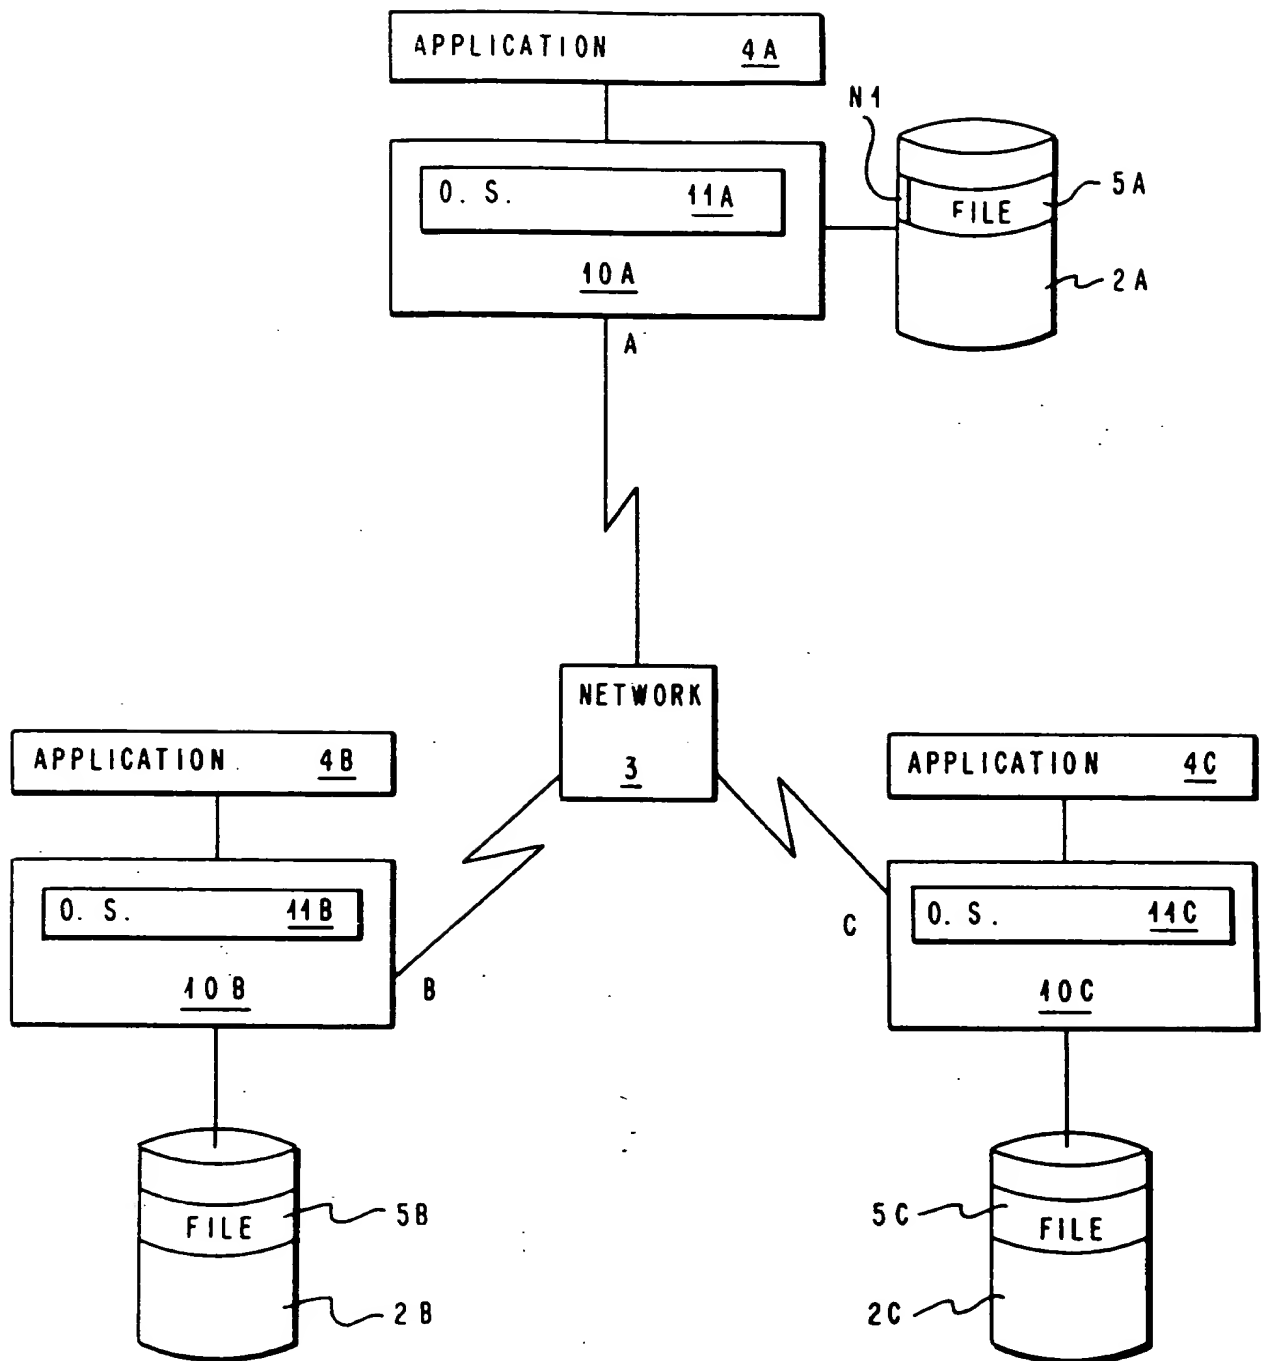 APPLICATION 4A
N1
O. S. 11A
5A
FILE
10A
2A
A
NETWORK
3
APPLICATION 4B
APPLICATION 4C
O. S. 11B
O. S. 11C
C
10B
B
10C
5B
5C
FILE
FILE
2B
2C